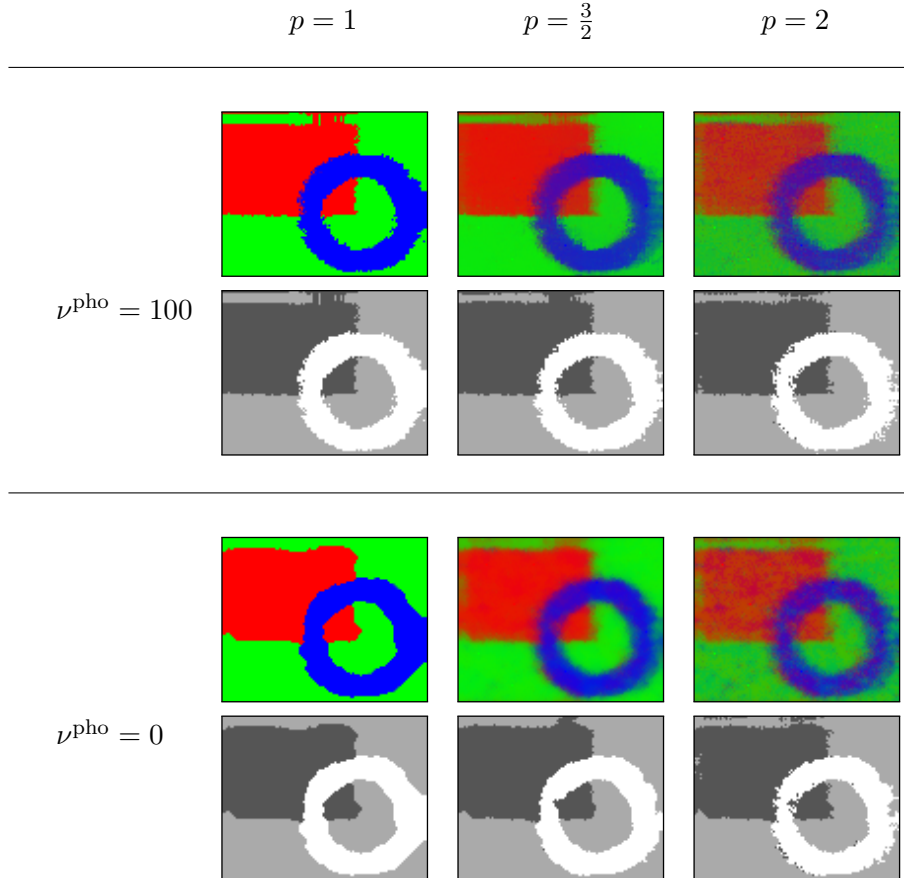 p = 1 p = 3/2 p = 2
ν^pho = 100
ν^pho = 0